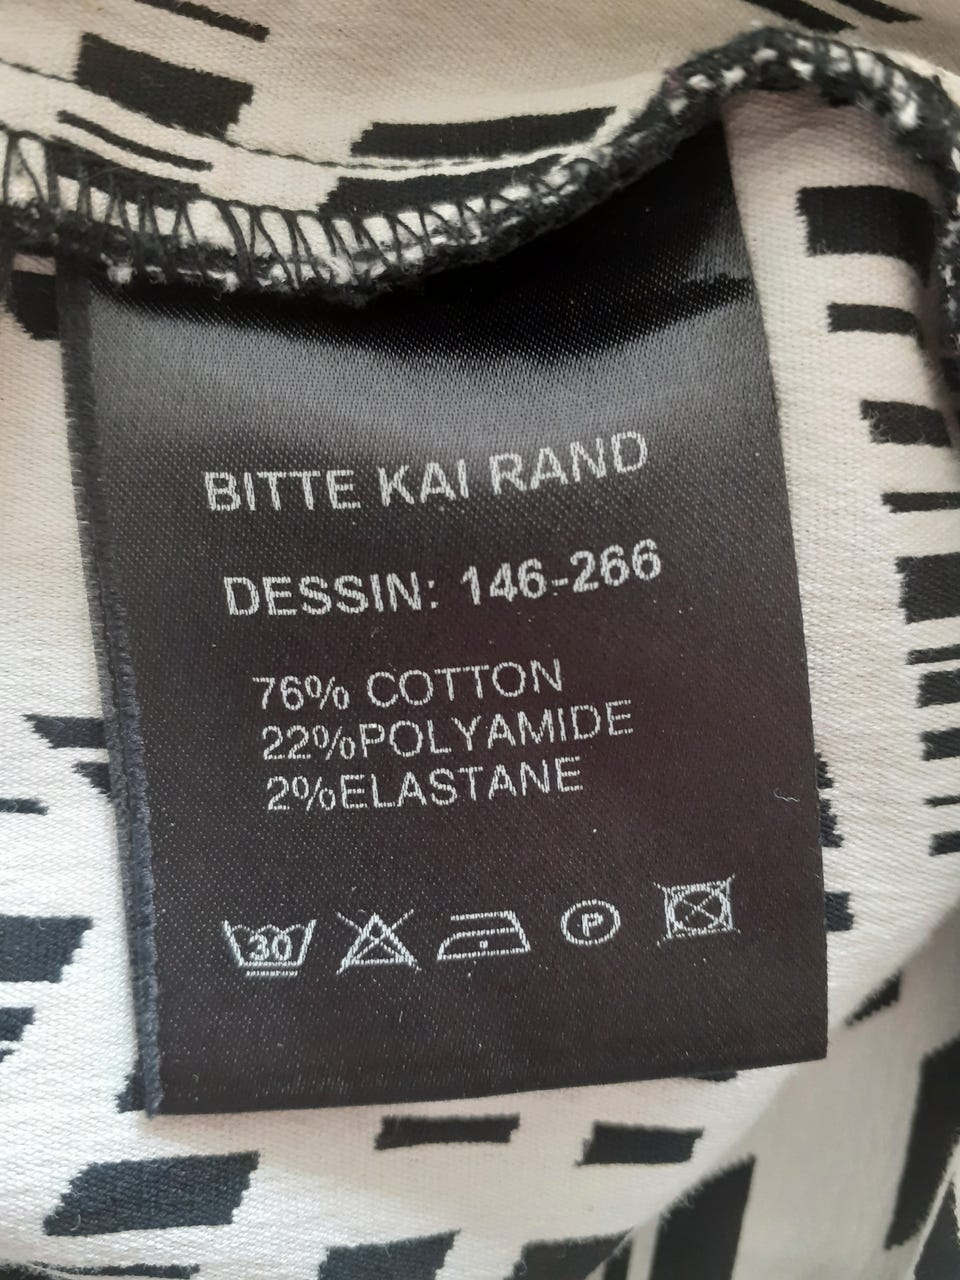 BITTE KAI RAND
DESSIN: 146-266
76% COTTON
22%POLYAMIDE
2%ELASTANE
30 P